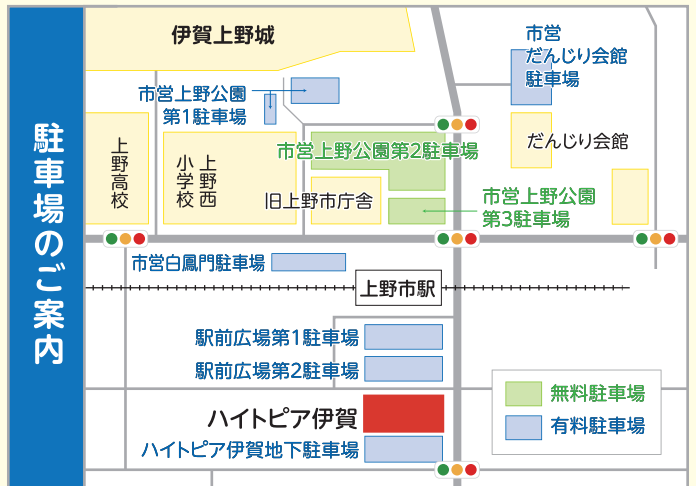 駐車場のご案内
伊賀上野城
市営
だんじり会館
駐車場
市営上野公園
第1駐車場
上野高校
上野西
小学校
市営上野公園第2駐車場
だんじり会館
旧上野市庁舎
市営上野公園
第3駐車場
市営白鳳門駐車場
上野市駅
駅前広場第1駐車場
駅前広場第2駐車場
無料駐車場
ハイトピア伊賀
有料駐車場
ハイトピア伊賀地下駐車場